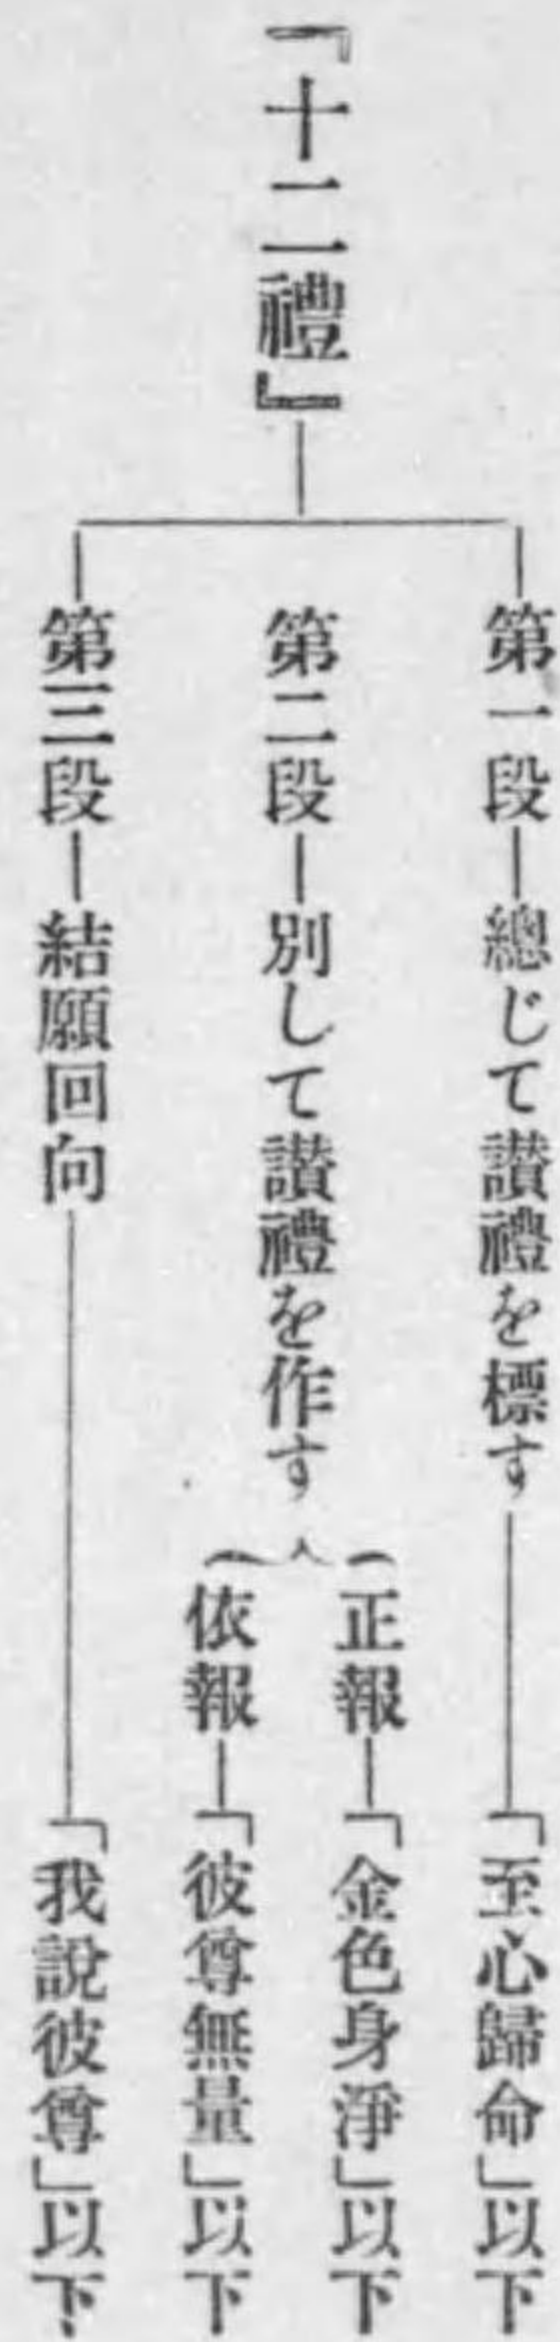 『十二禮』
第一段―總じて讃禮を標す―「至心歸命」以下
第二段―別して讃禮を作す
正報―「金色身淨」以下
依報―「彼尊無量」以下
第三段―結願回向―「我說彼尊」以下